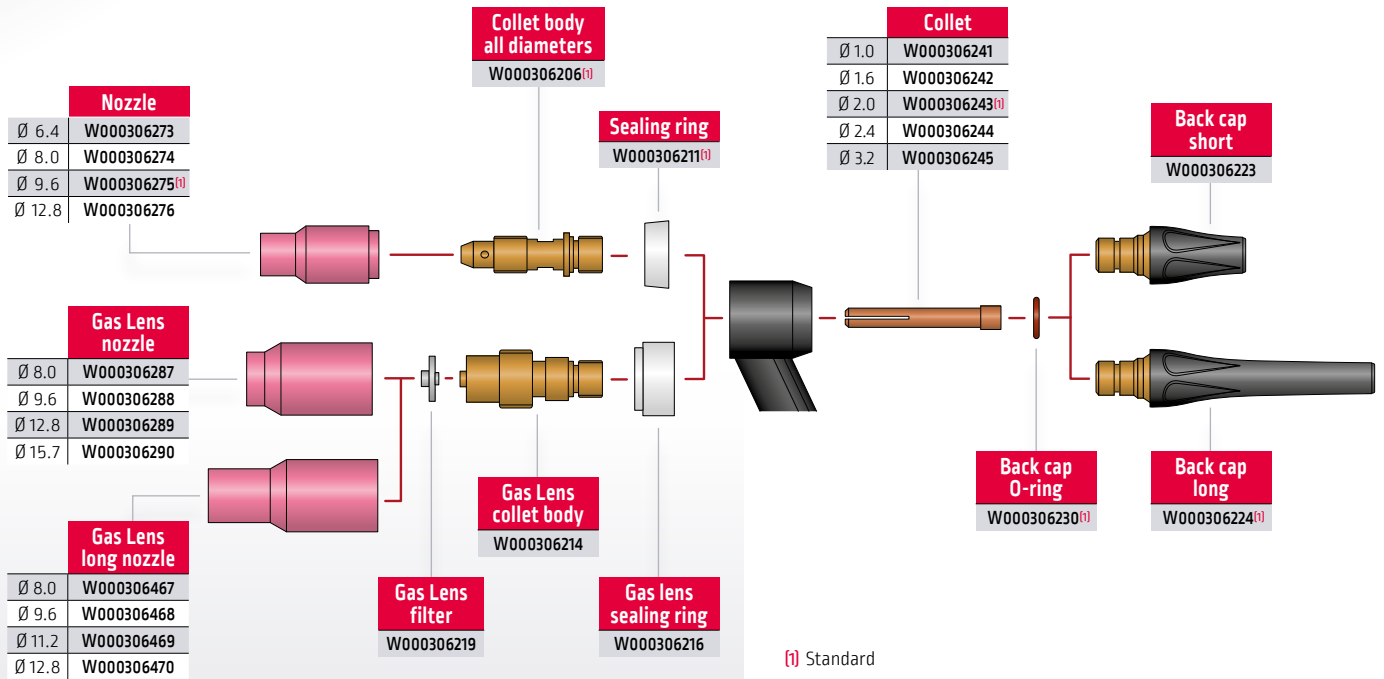 Collet body
all diameters
W000306206(1)
Collet
Ø 1.0 W000306241
Ø 1.6 W000306242
Ø 2.0 W000306243(1)
Ø 2.4 W000306244
Ø 3.2 W000306245
Nozzle
Ø 6.4 W000306273
Ø 8.0 W000306274
Ø 9.6 W000306275(1)
Ø 12.8 W000306276
Sealing ring
W000306211(1)
Back cap
short
W000306223
Gas Lens
nozzle
Ø 8.0 W000306287
Ø 9.6 W000306288
Ø 12.8 W000306289
Ø 15.7 W000306290
Gas Lens
long nozzle
Ø 8.0 W000306467
Ø 9.6 W000306468
Ø 11.2 W000306469
Ø 12.8 W000306470
Gas Lens
filter
W000306219
Gas Lens
collet body
W000306214
Gas lens
sealing ring
W000306216
Back cap
O-ring
W000306230(1)
Back cap
long
W000306224(1)
(1) Standard